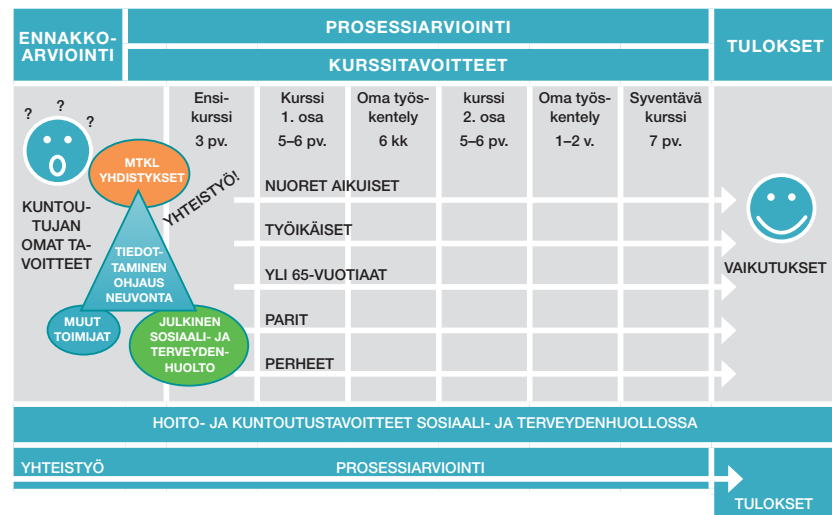 ENNAKKO-
ARVIOINTI
PROSESSIARVIOINTI
KURSSITAVOITTEET
TULOKSET
Ensi-
kurssi
3 pv.
Kurssi
1. osa
5–6 pv.
Oma työs-
kentely
6 kk
kurssi
2. osa
5–6 pv.
Oma työs-
kentely
1–2 v.
Syventävä
kurssi
7 pv.
? ? ?
MTKL
YHDISTYKSET
YHTEISTYÖ!
KUNTOU-
TUJAN
OMAT TA-
VOITTEET
TIEDOT-
TAMINEN
OHJAUS
NEUVONTA
MUUT
TOIMIJAT
JULKINEN
SOSIAALI- JA
TERVEYDEN-
HUOLTO
NUORET AIKUISET
TYÖIKÄISET
YLI 65-VUOTIAAT
PARIT
PERHEET
VAIKUTUKSET
HOITO- JA KUNTOUTUSTAVOITTEET SOSIAALI- JA TERVEYDENHUOLLOSSA
YHTEISTYÖ PROSESSIARVIOINTI
TULOKSET